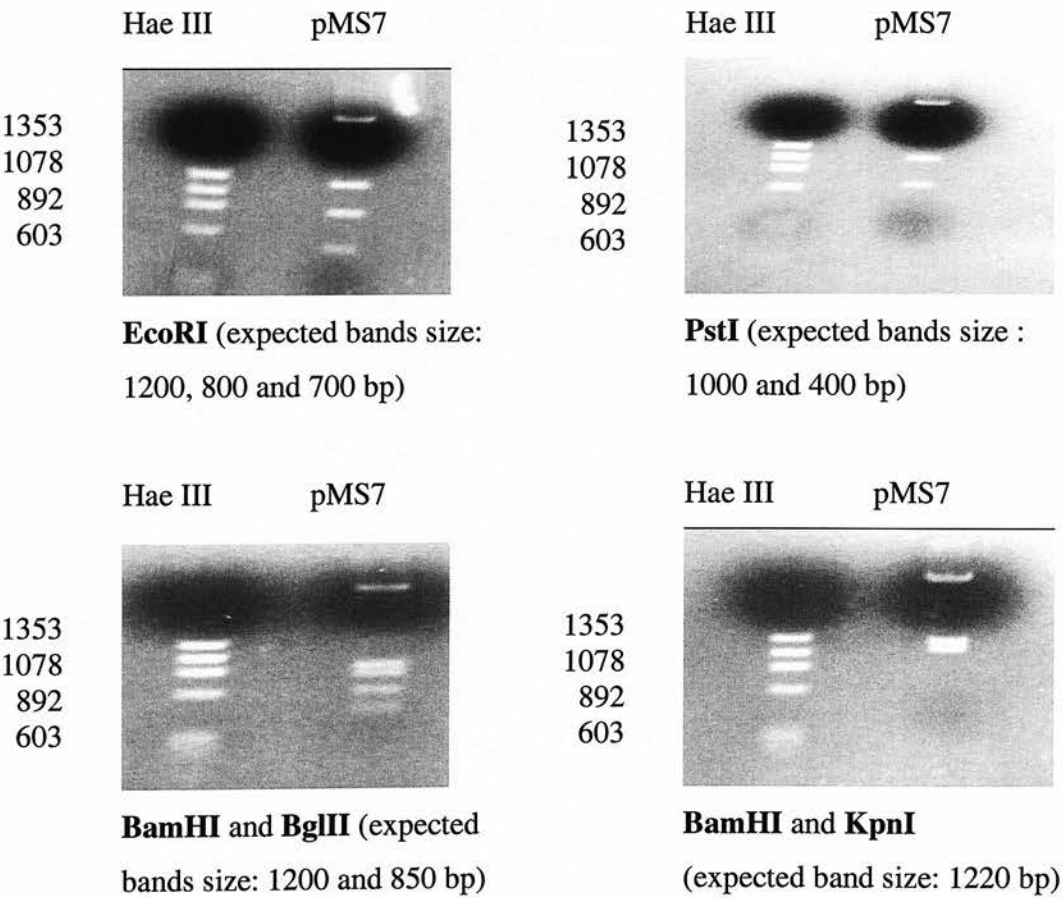 Hae III pMS7
1353
1078
892
603
EcoRI (expected bands size:
1200, 800 and 700 bp)
Hae III pMS7
1353
1078
892
603
PstI (expected bands size :
1000 and 400 bp)
Hae III pMS7
1353
1078
892
603
BamHI and BglII (expected
bands size: 1200 and 850 bp)
Hae III pMS7
1353
1078
892
603
BamHI and KpnI
(expected band size: 1220 bp)